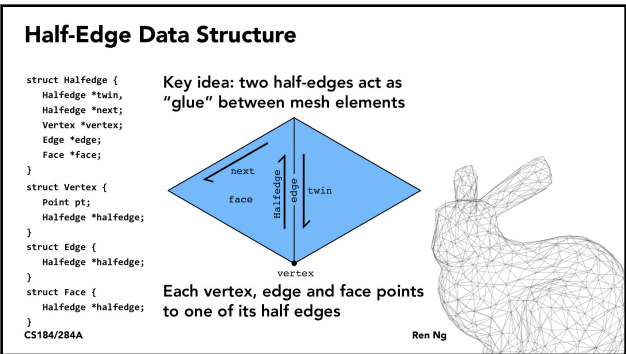 Half-Edge Data Structure
struct Halfedge {
Halfedge *twin,
Halfedge *next;
Vertex *vertex;
Edge *edge;
Face *face;
}
struct Vertex {
Point pt;
Halfedge *halfedge;
}
struct Edge {
Halfedge *halfedge;
}
struct Face {
Halfedge *halfedge;
}
Key idea: two half-edges act as
“glue” between mesh elements
next
face
Halfedge
edge
twin
vertex
Each vertex, edge and face points
to one of its half edges
CS184/284A
Ren Ng